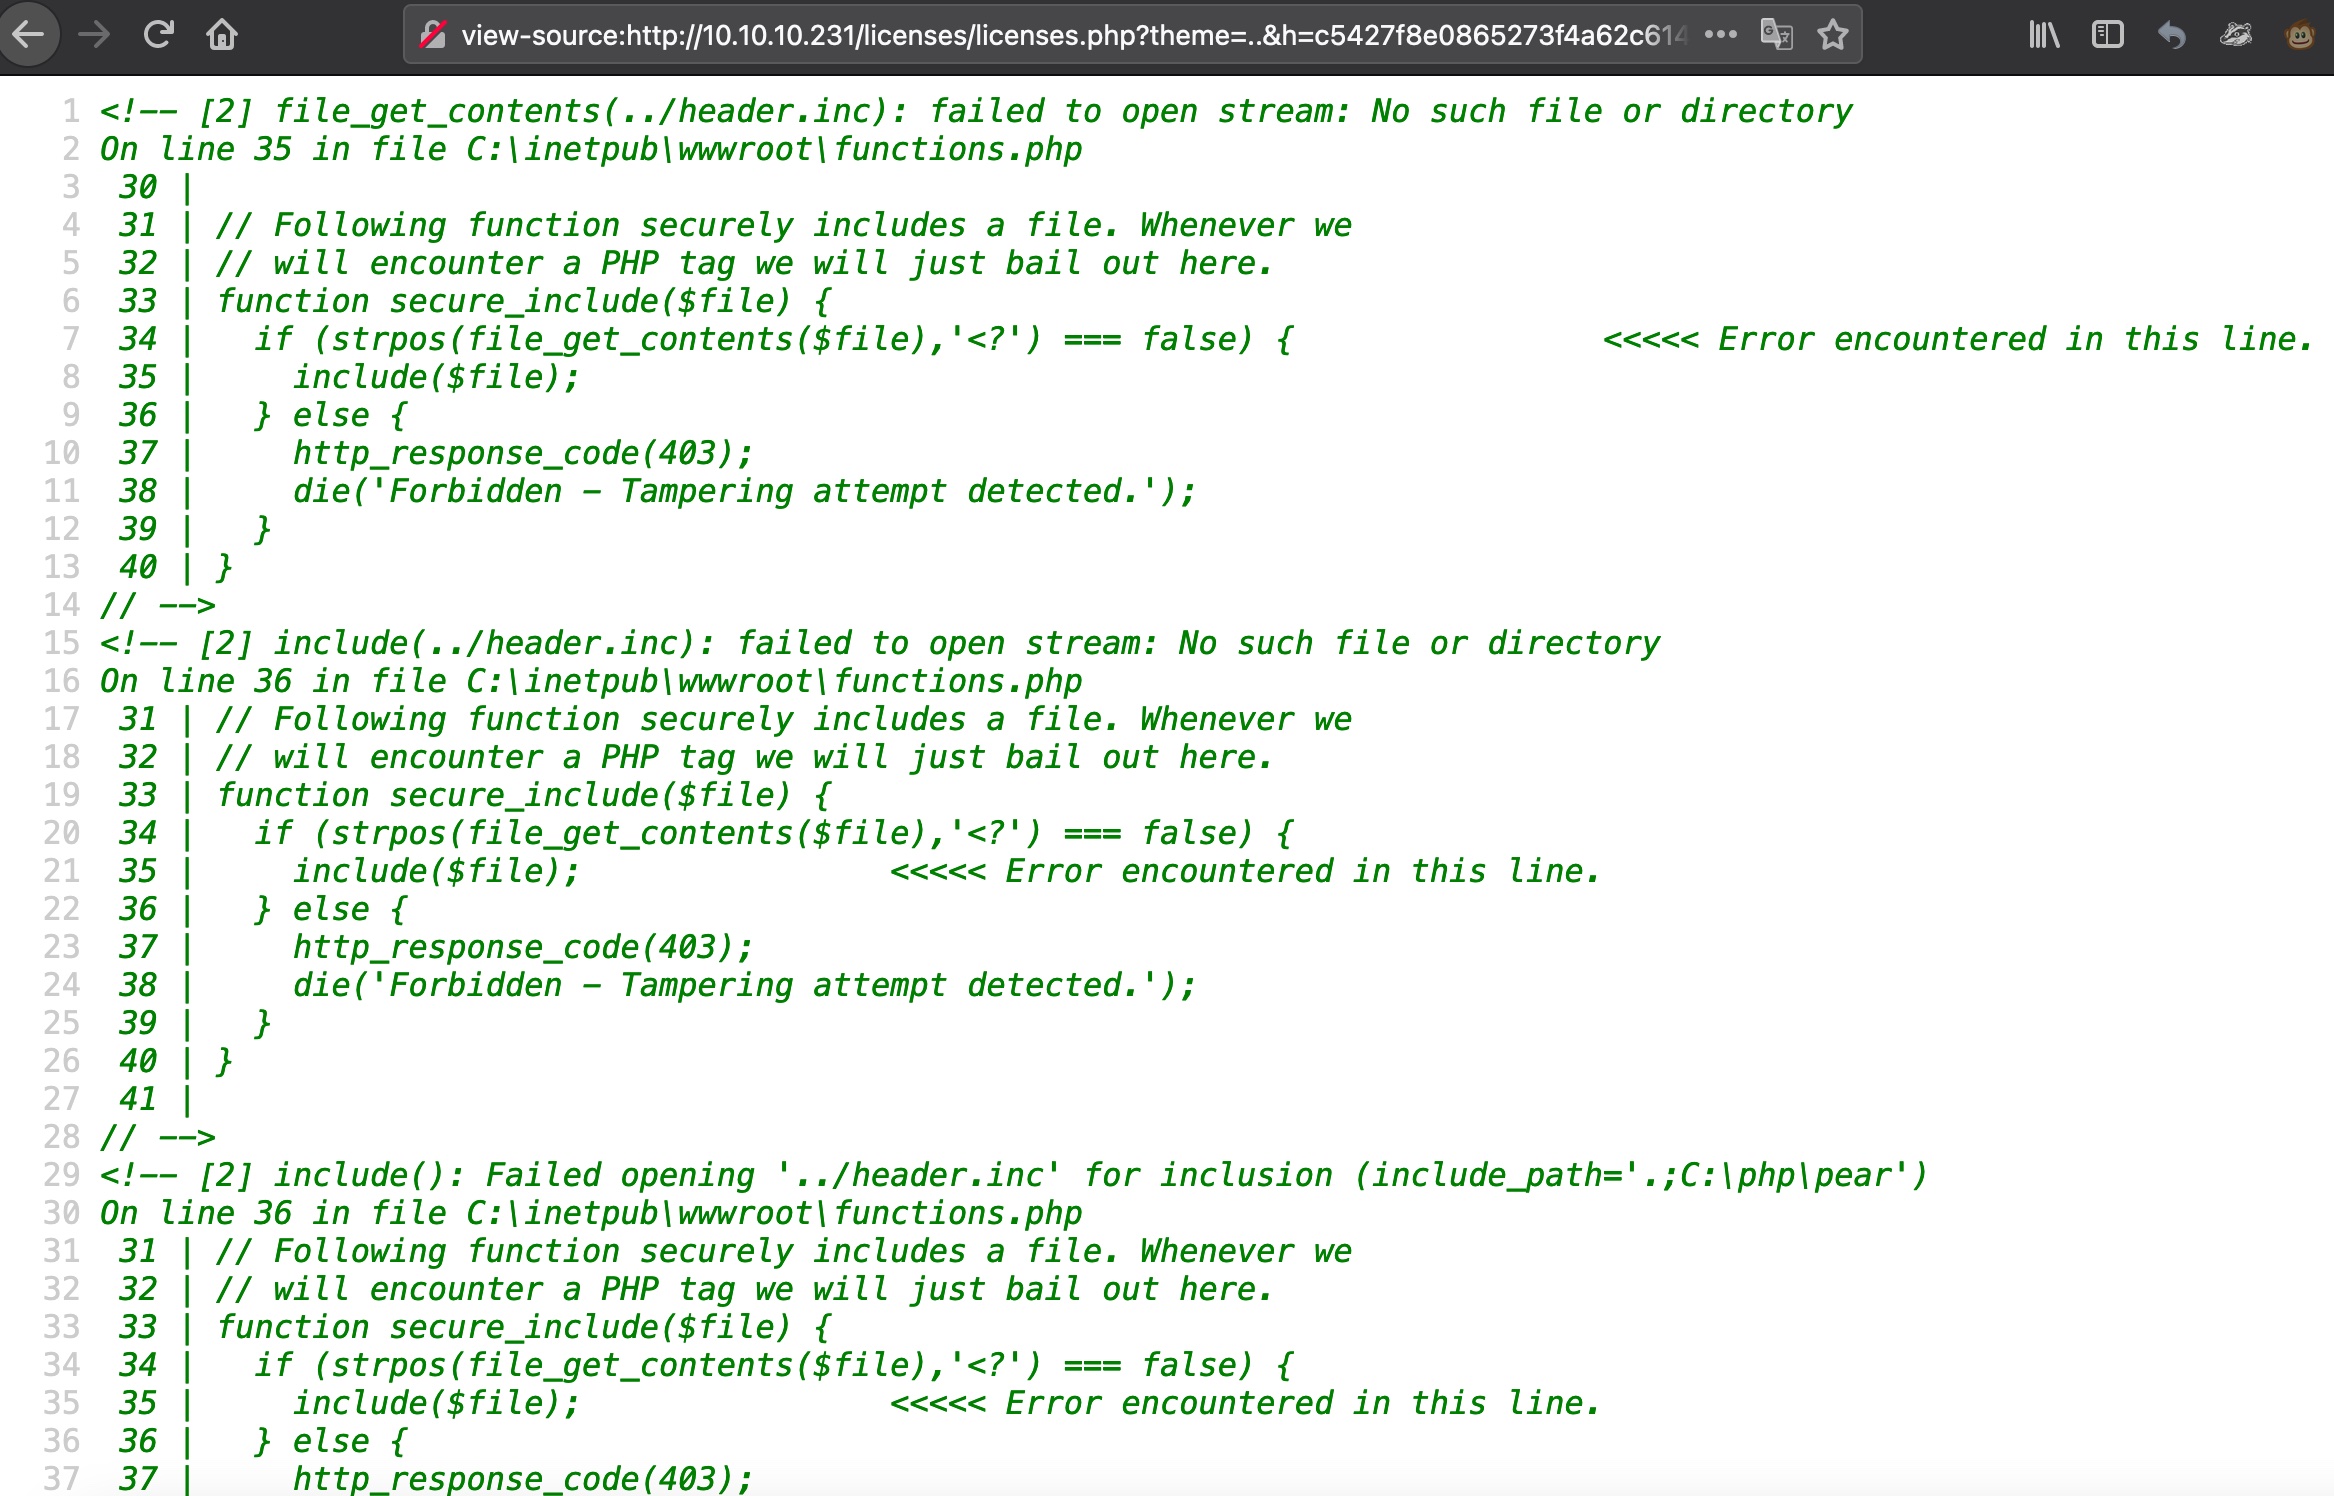 view-source:http://10.10.10.231/licenses/licenses.php?theme=..&h=c5427f8e0865273f4a62c614
1 <!-- [2] file_get_contents(../header.inc): failed to open stream: No such file or directory
2 On line 35 in file C:\inetpub\wwwroot\functions.php
3 30 |
4 31 | // Following function securely includes a file. Whenever we
5 32 | // will encounter a PHP tag we will just bail out here.
6 33 | function secure_include($file) {
7 34 |   if (strpos(file_get_contents($file),'<?') === false) {                <<<<< Error encountered in this line.
8 35 |     include($file);
9 36 |   } else {
10 37 |     http_response_code(403);
11 38 |     die('Forbidden - Tampering attempt detected.');
12 39 |   }
13 40 | }
14 // -->
15 <!-- [2] include(../header.inc): failed to open stream: No such file or directory
16 On line 36 in file C:\inetpub\wwwroot\functions.php
17 31 | // Following function securely includes a file. Whenever we
18 32 | // will encounter a PHP tag we will just bail out here.
19 33 | function secure_include($file) {
20 34 |   if (strpos(file_get_contents($file),'<?') === false) {
21 35 |     include($file);                <<<<< Error encountered in this line.
22 36 |   } else {
23 37 |     http_response_code(403);
24 38 |     die('Forbidden - Tampering attempt detected.');
25 39 |   }
26 40 | }
27 41 |
28 // -->
29 <!-- [2] include(): Failed opening '../header.inc' for inclusion (include_path='.;C:\php\pear')
30 On line 36 in file C:\inetpub\wwwroot\functions.php
31 31 | // Following function securely includes a file. Whenever we
32 32 | // will encounter a PHP tag we will just bail out here.
33 33 | function secure_include($file) {
34 34 |   if (strpos(file_get_contents($file),'<?') === false) {
35 35 |     include($file);                <<<<< Error encountered in this line.
36 36 |   } else {
37 37 |     http_response_code(403);